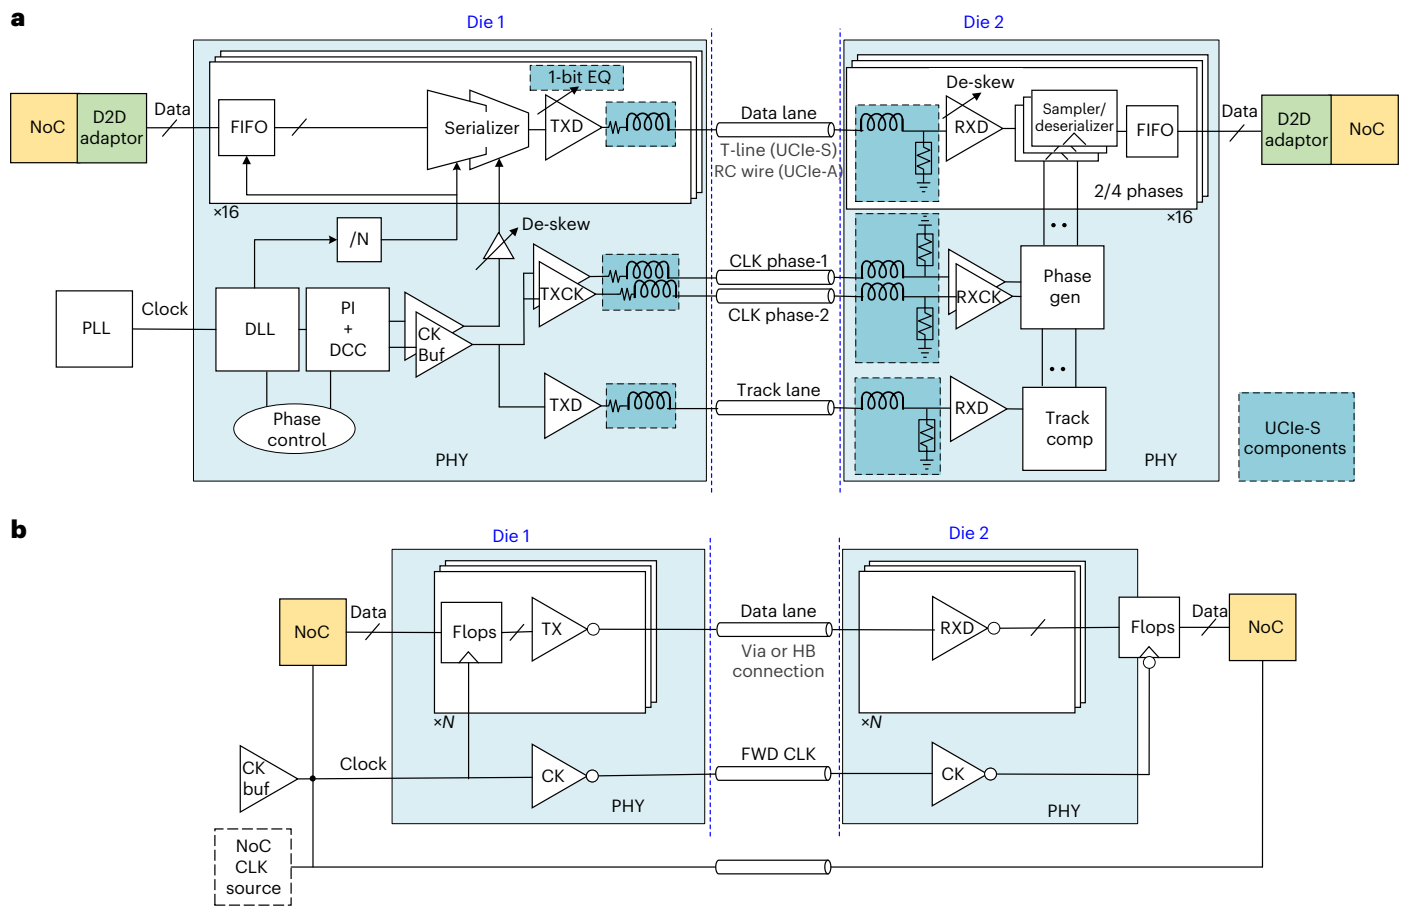 a
Die 1
Die 2
1-bit EQ
De-skew
Data lane
NoC
D2D
adaptor
Data
FIFO
Serializer
TXD
T-line (UCIe-S)
RC wire (UCIe-A)
RXD
Sampler/
deserializer
FIFO
Data
D2D
adaptor
NoC
2/4 phases
×16
×16
/N
De-skew
CLK phase-1
TXCK
CLK phase-2
RXCK
Phase
gen
PLL
Clock
DLL
PI
+
DCC
CK
Buf
Track lane
TXD
RXD
Track
comp
Phase
control
PHY
PHY
UCIe-S
components
b
Die 1
Die 2
NoC
Data
Flops
TX
Data lane
Via or HB
connection
RXD
Flops
Data
NoC
×N
×N
CK
buf
Clock
CK
FWD CLK
CK
PHY
PHY
NoC
CLK
source